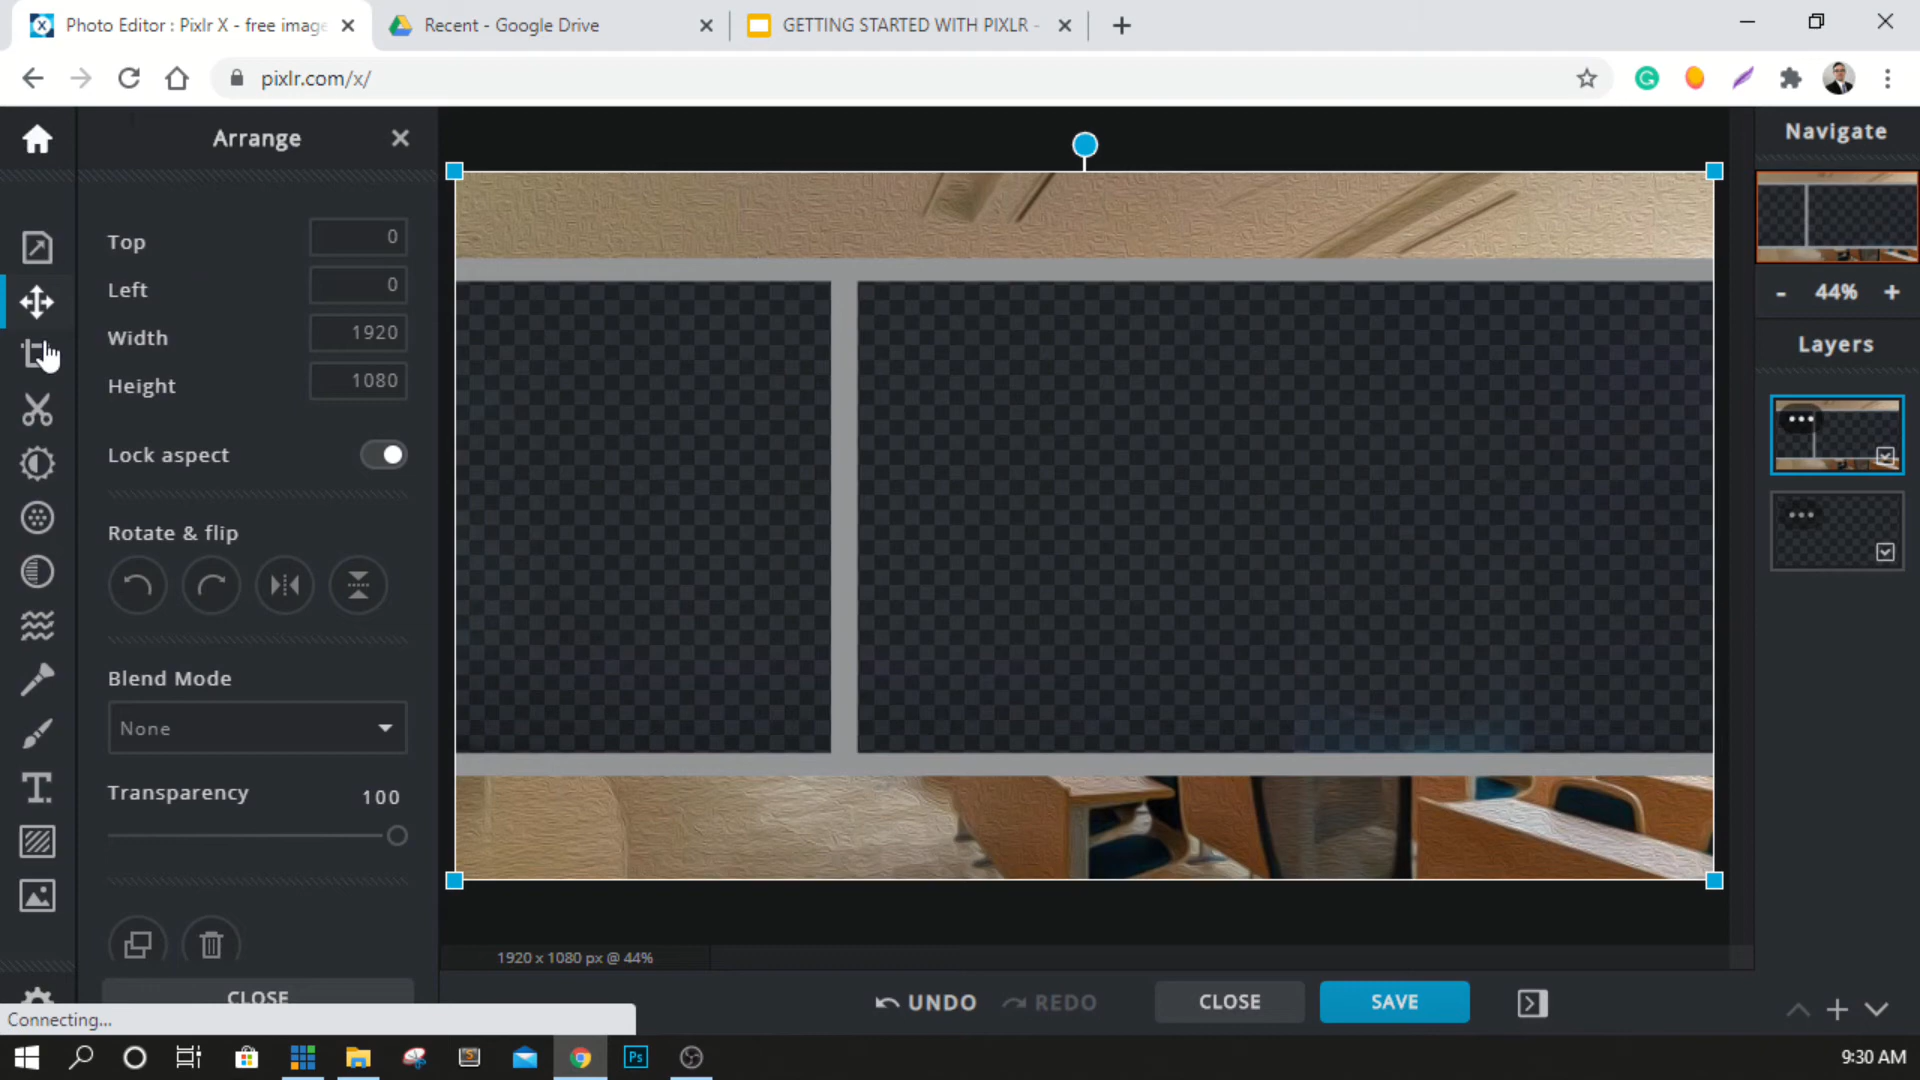 Photo Editor : Pixlr X - free image
Recent - Google Drive
GETTING STARTED WITH PIXLR -
pixlr.com/x/
Arrange
Navigate
Top 0
Left 0
Width 1920
Height 1080
- 44% +
Layers
Lock aspect
Rotate & flip
Blend Mode
None
Transparency 100
1920 x 1080 px @ 44%
CLOSE
UNDO REDO CLOSE SAVE
Connecting...
Ps
9:30 AM